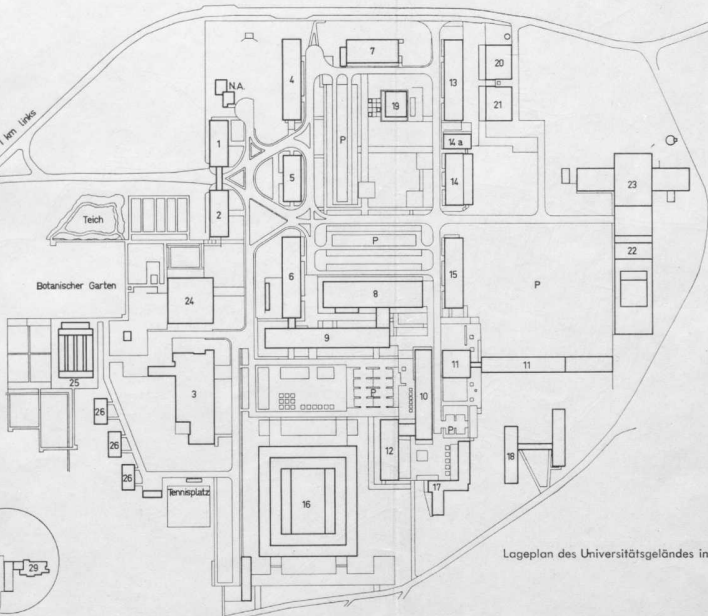 1 km links
N.A.
4
7
13
20
19
21
1
P
14 a
5
14
23
2
Teich
P
22
6
15
Botanischer Garten
24
8
P
9
11
11
25
3
10
P
26
P
26
12
18
26
17
Tennisplatz
16
29
Lageplan des Universitätsgeländes in